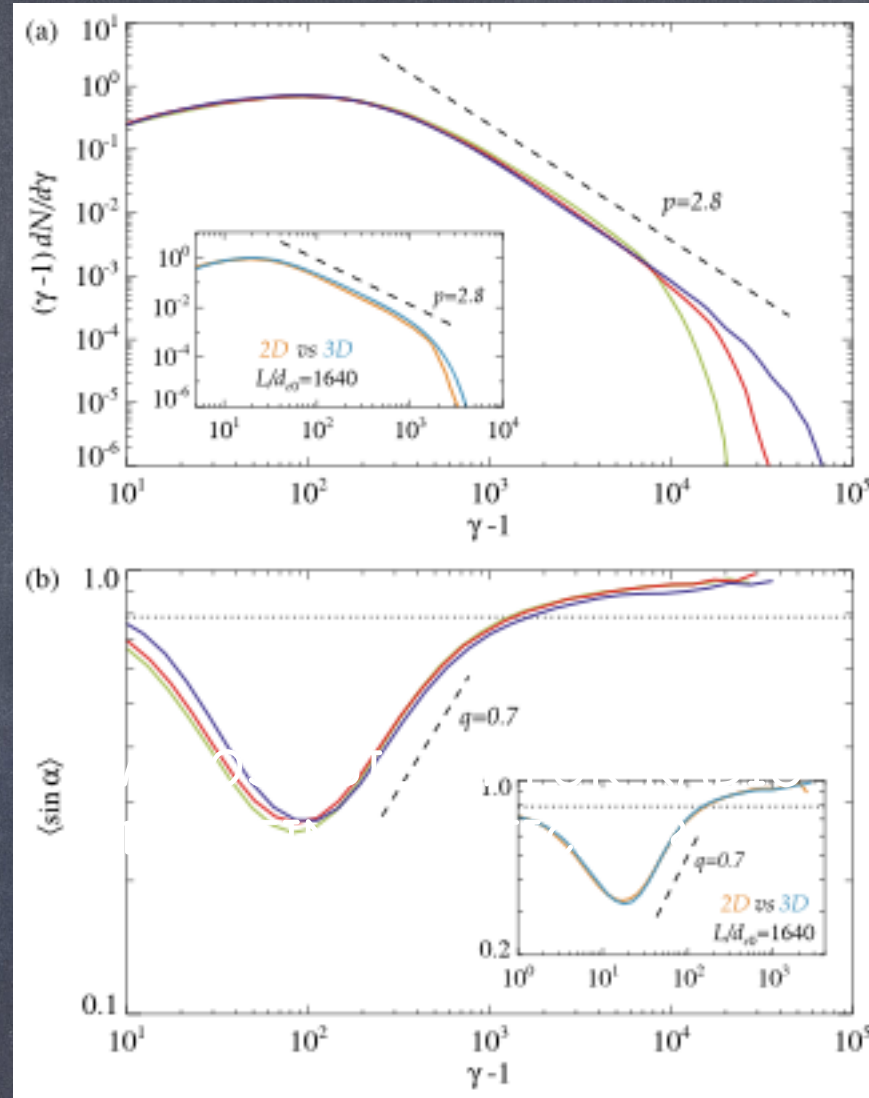 (a)
10^1
10^0
10^-1
10^-2
10^-3
10^-4
10^-5
10^-6
(γ-1) dN/dγ
p=2.8
10^0
10^-2
10^-4
10^-6
p=2.8
2D vs 3D
L/d_e0=1640
10^1 10^2 10^3 10^4
10^1 10^2 10^3 10^4 10^5
γ-1
(b)
1.0
0.1
⟨sin α⟩
q=0.7
1.0
0.2
q=0.7
2D vs 3D
L/d_e0=1640
10^0 10^1 10^2 10^3
10^1 10^2 10^3 10^4 10^5
γ-1